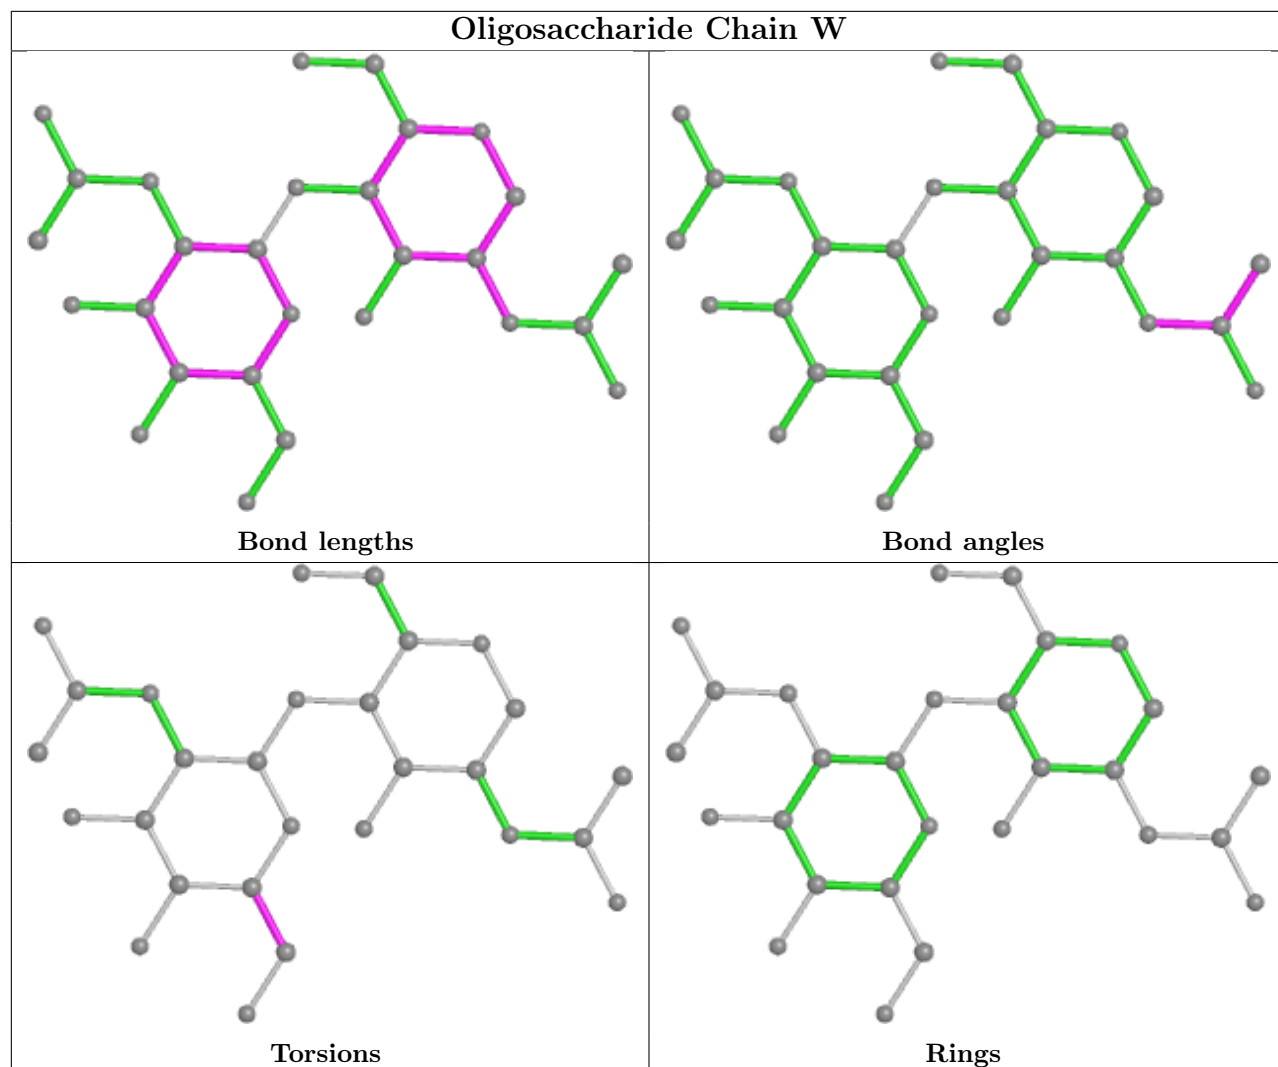 Oligosaccharide Chain W
Bond lengths
Bond angles
Torsions
Rings